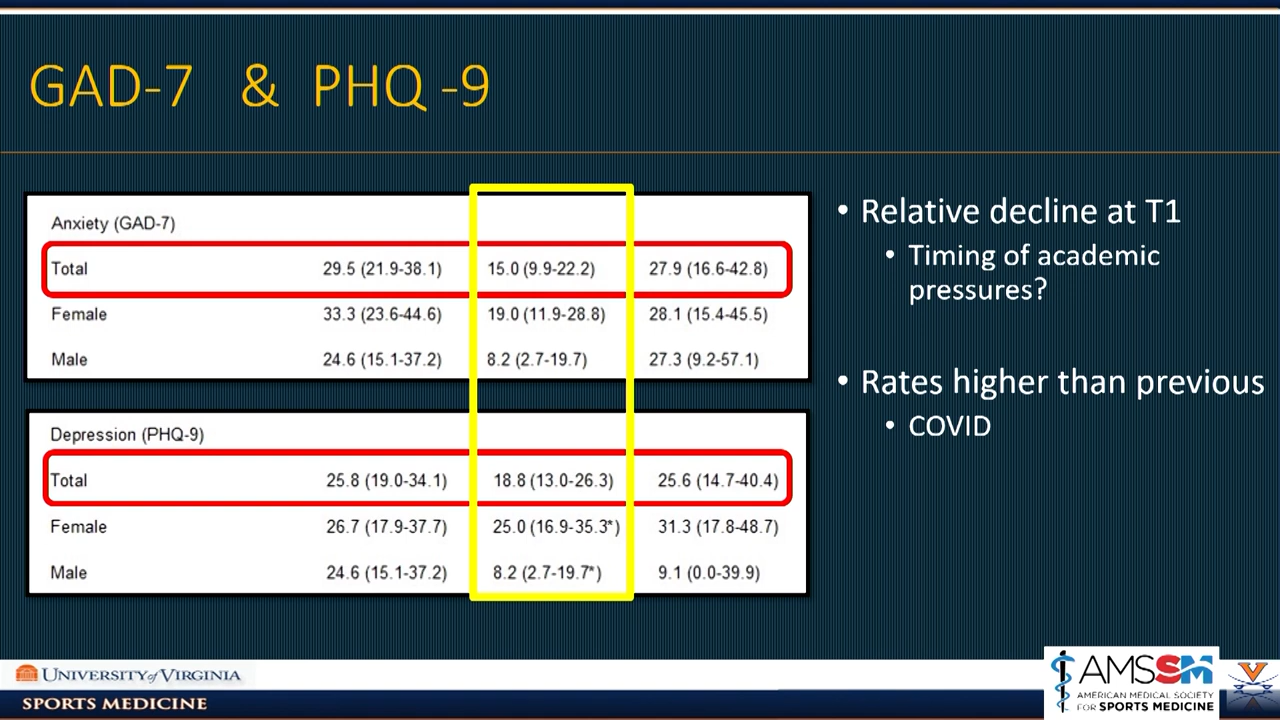 GAD-7 & PHQ -9
Anxiety (GAD-7)
Total 29.5 (21.9-38.1) 15.0 (9.9-22.2) 27.9 (16.6-42.8)
Female 33.3 (23.6-44.6) 19.0 (11.9-28.8) 28.1 (15.4-45.5)
Male 24.6 (15.1-37.2) 8.2 (2.7-19.7) 27.3 (9.2-57.1)
Depression (PHQ-9)
Total 25.8 (19.0-34.1) 18.8 (13.0-26.3) 25.6 (14.7-40.4)
Female 26.7 (17.9-37.7) 25.0 (16.9-35.3*) 31.3 (17.8-48.7)
Male 24.6 (15.1-37.2) 8.2 (2.7-19.7*) 9.1 (0.0-39.9)
• Relative decline at T1
• Timing of academic
pressures?
• Rates higher than previous
• COVID
UNIVERSITY of VIRGINIA
SPORTS MEDICINE
AMSSM
AMERICAN MEDICAL SOCIETY
FOR SPORTS MEDICINE